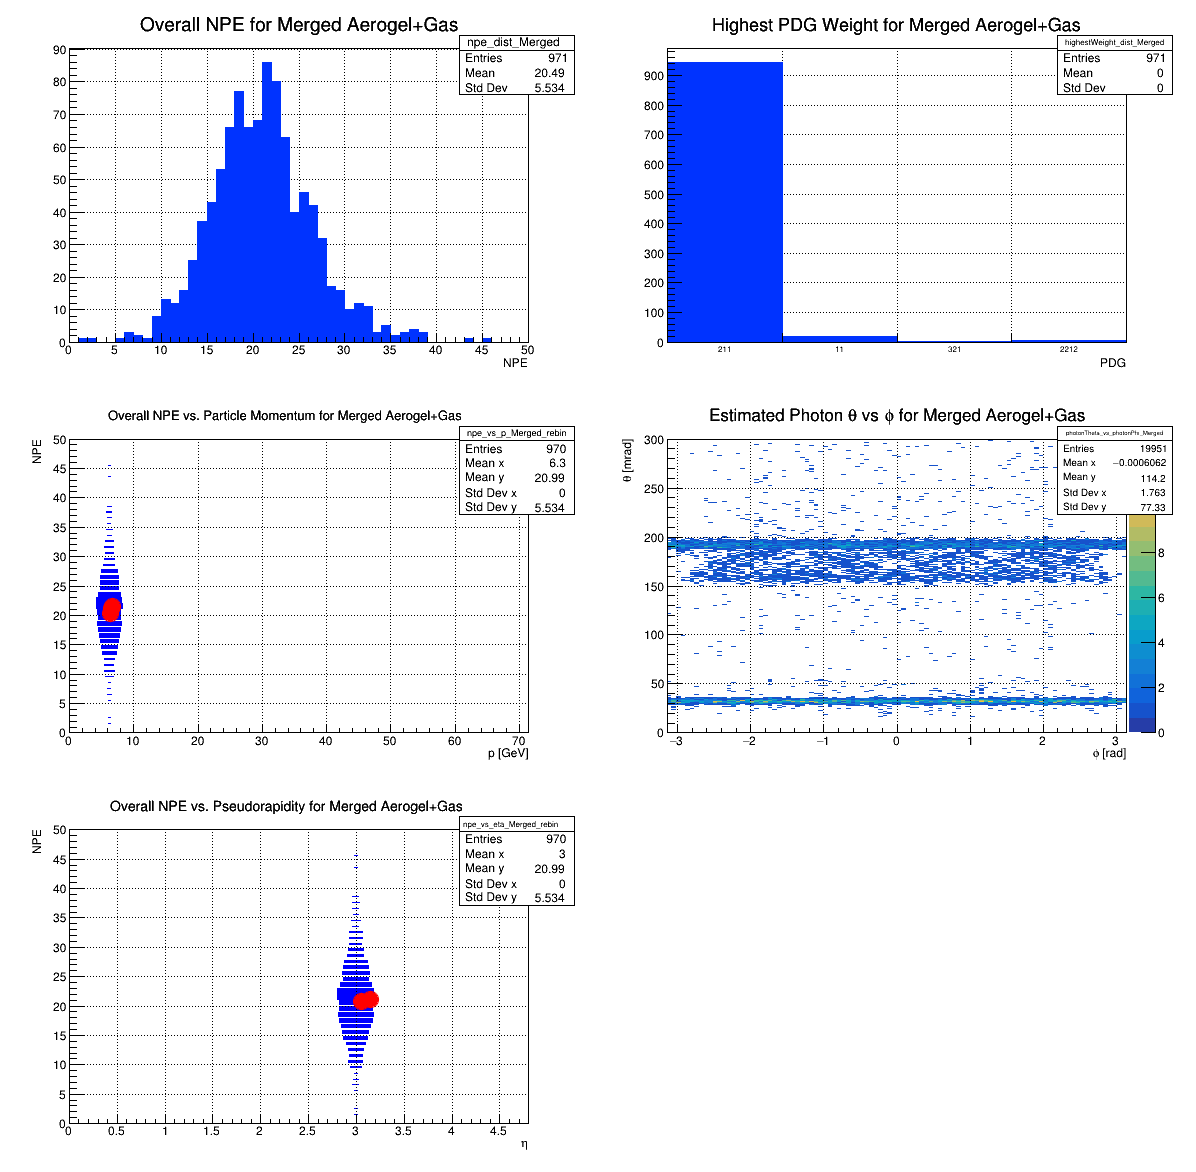 Overall NPE for Merged Aerogel+Gas
npe_dist_Merged
Entries 971
Mean 20.49
Std Dev 5.534
90
80
70
60
50
40
30
20
10
0
0 5 10 15 20 25 30 35 40 45 50
NPE
Highest PDG Weight for Merged Aerogel+Gas
highestWeight_dist_Merged
Entries 971
Mean 0
Std Dev 0
900
800
700
600
500
400
300
200
100
0
211 11 321 2212
PDG
Overall NPE vs. Particle Momentum for Merged Aerogel+Gas
npe_vs_p_Merged_rebin
Entries 970
Mean x 6.3
Mean y 20.99
Std Dev x 0
Std Dev y 5.534
NPE
50
45
40
35
30
25
20
15
10
5
0
0 10 20 30 40 50 60 70
p [GeV]
Estimated Photon θ vs ϕ for Merged Aerogel+Gas
photonTheta_vs_photonPhi_Merged
Entries 19951
Mean x −0.0006062
Mean y 114.2
Std Dev x 1.763
Std Dev y 77.33
θ [mrad]
300
250
200
150
100
50
0
−3 −2 −1 0 1 2 3
ϕ [rad]
8
6
4
2
0
Overall NPE vs. Pseudorapidity for Merged Aerogel+Gas
npe_vs_eta_Merged_rebin
Entries 970
Mean x 3
Mean y 20.99
Std Dev x 0
Std Dev y 5.534
NPE
50
45
40
35
30
25
20
15
10
5
0
0 0.5 1 1.5 2 2.5 3 3.5 4 4.5
η